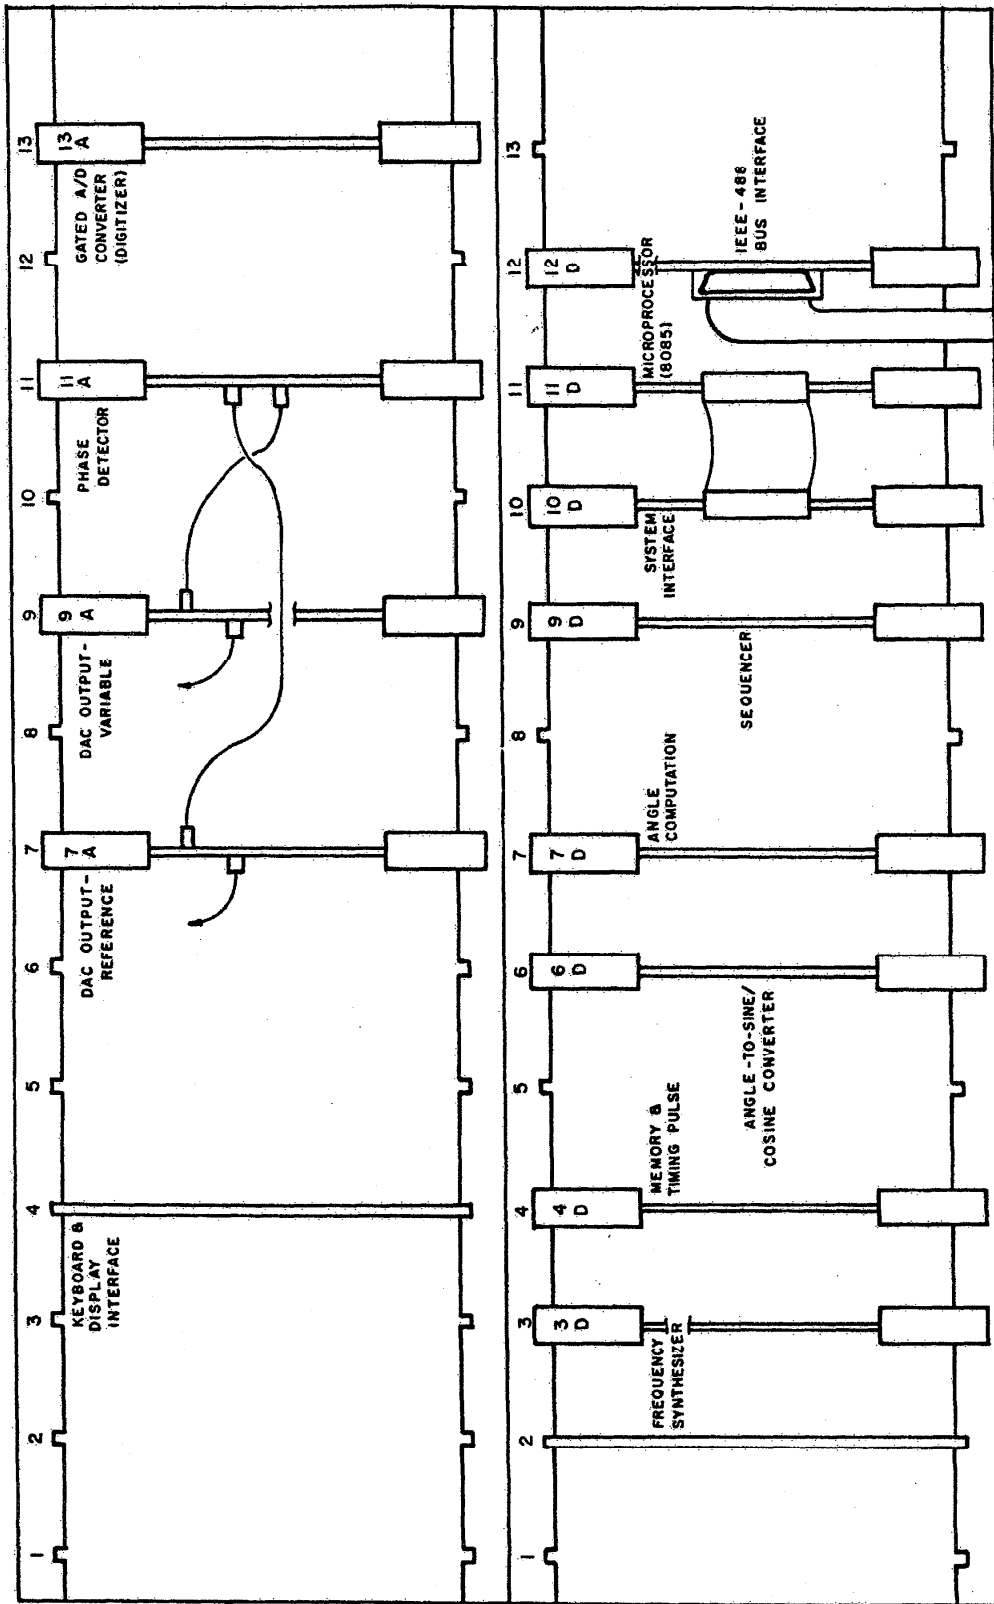 1 2 3 4 5 6 7 8 9 10 11 12 13
7 A
9 A
11 A
13 A
KEYBOARD &
DISPLAY
INTERFACE
DAC OUTPUT-
REFERENCE
DAC OUTPUT-
VARIABLE
PHASE
DETECTOR
GATED A/D
CONVERTER
(DIGITIZER)
1 2 3 4 5 6 7 8 9 10 11 12 13
3 D
4 D
6 D
7 D
9 D
10 D
11 D
12 D
FREQUENCY
SYNTHESIZER
MEMORY &
TIMING PULSE
ANGLE-TO-SINE/
COSINE CONVERTER
ANGLE
COMPUTATION
SEQUENCER
SYSTEM
INTERFACE
MICROPROCESSOR
(8085)
IEEE-488
BUS INTERFACE